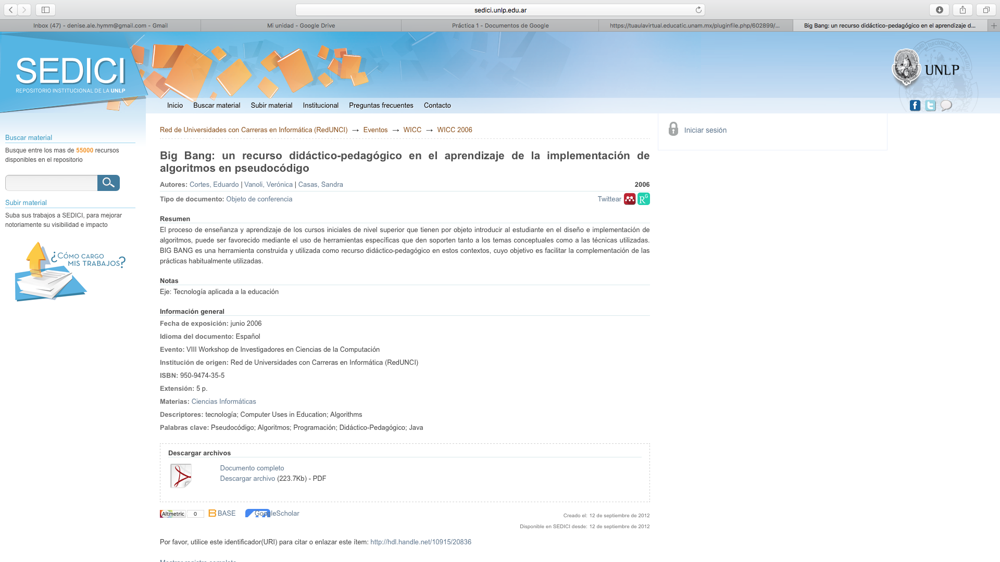 sedici.unlp.edu.ar
Inbox (47) - denise.ale.hymm@gmail.com - Gmail
Mi unidad - Google Drive
Práctica 1 - Documentos de Google
https://tuaulavirtual.educatic.unam.mx/pluginfile.php/602899/...
Big Bang: un recurso didáctico-pedagógico en el aprendizaje d...
SEDICI
REPOSITORIO INSTITUCIONAL DE LA UNLP
UNLP
Inicio Buscar material Subir material Institucional Preguntas frecuentes Contacto
Buscar material
Busque entre los mas de 55000 recursos
disponibles en el repositorio
Subir material
Suba sus trabajos a SEDICI, para mejorar
notoriamente su visibilidad e impacto
¿CÓMO CARGO
MIS TRABAJOS?
Red de Universidades con Carreras en Informática (RedUNCI) → Eventos → WICC → WICC 2006
Iniciar sesión
Big Bang: un recurso didáctico-pedagógico en el aprendizaje de la implementación de
algoritmos en pseudocódigo
Autores: Cortes, Eduardo | Vanoli, Verónica | Casas, Sandra 2006
Tipo de documento: Objeto de conferencia Twittear RG
Resumen
El proceso de enseñanza y aprendizaje de los cursos iniciales de nivel superior que tienen por objeto introducir al estudiante en el diseño e implementación de
algoritmos, puede ser favorecido mediante el uso de herramientas específicas que den soporten tanto a los temas conceptuales como a las técnicas utilizadas.
BIG BANG es una herramienta construida y utilizada como recurso didáctico-pedagógico en estos contextos, cuyo objetivo es facilitar la complementación de las
prácticas habitualmente utilizadas.
Notas
Eje: Tecnología aplicada a la educación
Información general
Fecha de exposición: junio 2006
Idioma del documento: Español
Evento: VIII Workshop de Investigadores en Ciencias de la Computación
Institución de origen: Red de Universidades con Carreras en Informática (RedUNCI)
ISBN: 950-9474-35-5
Extensión: 5 p.
Materias: Ciencias Informáticas
Descriptores: tecnología; Computer Uses in Education; Algorithms
Palabras clave: Pseudocódigo; Algoritmos; Programación; Didáctico-Pedagógico; Java
Descargar archivos
Documento completo
Descargar archivo (223.7Kb) - PDF
Altmetric 0 BASE GoogleScholar
Creado el: 12 de septiembre de 2012
Disponible en SEDICI desde: 12 de septiembre de 2012
Por favor, utilice este identificador(URI) para citar o enlazar este ítem: http://hdl.handle.net/10915/20836
Mostrar registro completo